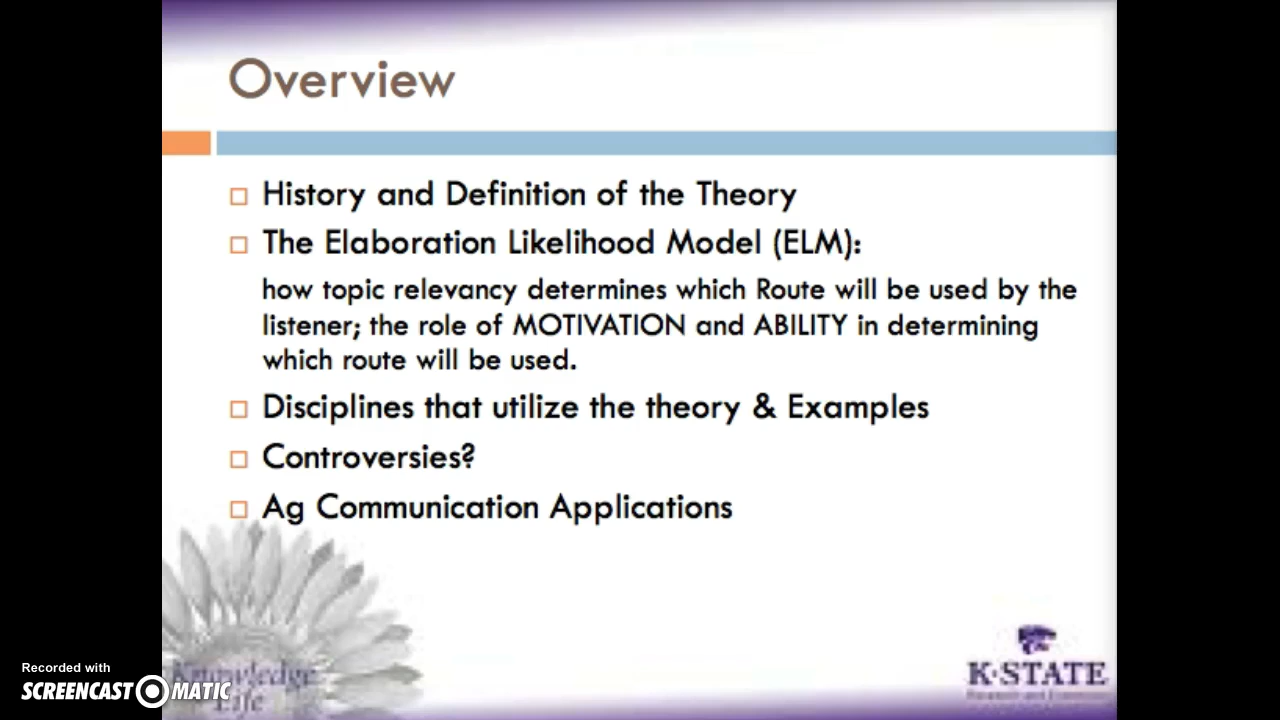 Overview
History and Definition of the Theory
The Elaboration Likelihood Model (ELM):
how topic relevancy determines which Route will be used by the
listener; the role of MOTIVATION and ABILITY in determining
which route will be used.
Disciplines that utilize the theory & Examples
Controversies?
Ag Communication Applications
Knowledge
Life
K-STATE
Recorded with
SCREENCAST MATIC